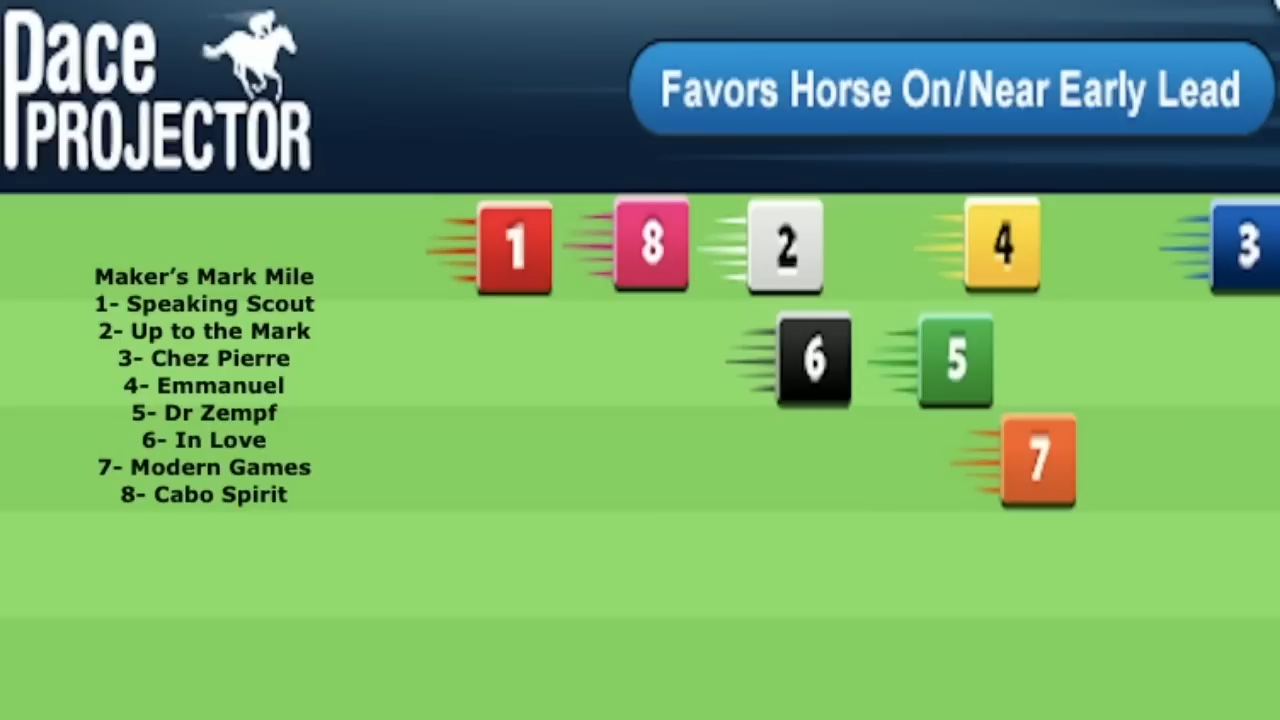 Pace
PROJECTOR
Favors Horse On/Near Early Lead
1 8 2 4 3
Maker’s Mark Mile
1- Speaking Scout
2- Up to the Mark
3- Chez Pierre
4- Emmanuel
5- Dr Zempf
6- In Love
7- Modern Games
8- Cabo Spirit
6 5
7